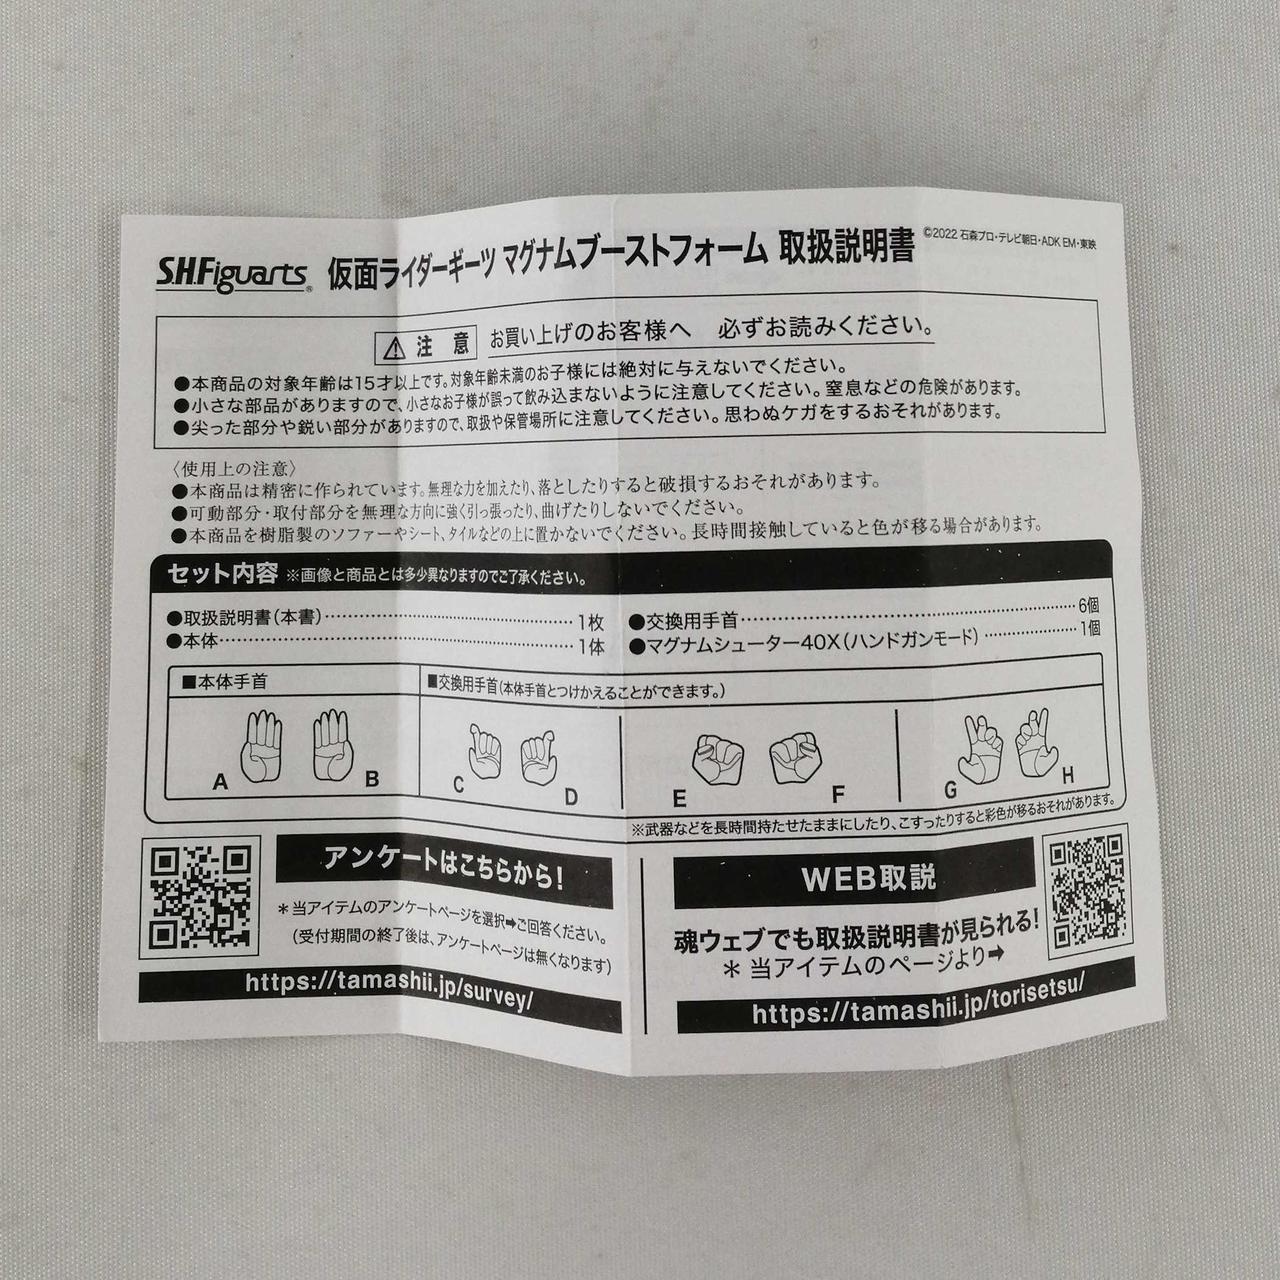 S.H.Figuarts® 仮面ライダーギーツ マグナムブーストフォーム 取扱説明書 ©2022 石森プロ・テレビ朝日・ADK EM・東映
⚠注 意 お買い上げのお客様へ 必ずお読みください。
●本商品の対象年齢は15才以上です。対象年齢未満のお子様には絶対に与えないでください。
●小さな部品がありますので、小さなお子様が誤って飲み込まないように注意してください。窒息などの危険があります。
●尖った部分や鋭い部分がありますので、取扱や保管場所に注意してください。思わぬケガをするおそれがあります。
〈使用上の注意〉
●本商品は精密に作られています。無理な力を加えたり、落としたりすると破損するおそれがあります。
●可動部分・取付部分を無理な方向に強く引っ張ったり、曲げたりしないでください。
●本商品を樹脂製のソファーやシート、タイルなどの上に置かないでください。長時間接触していると色が移る場合があります。
セット内容 ※画像と商品とは多少異なりますのでご了承ください。
●取扱説明書(本書)……………………1枚
●本体……………………………………1体
●交換用手首……………………………6個
●マグナムシューター40X(ハンドガンモード)…………1個
■本体手首
■交換用手首(本体手首とつけかえることができます。)
A B C D E F G H
※武器などを長時間持たせたままにしたり、こすったりすると彩色が移るおそれがあります。
アンケートはこちらから!
＊当アイテムのアンケートページを選択➡ご回答ください。
(受付期間の終了後は、アンケートページは無くなります)
https://tamashii.jp/survey/
WEB取説
魂ウェブでも取扱説明書が見られる!
＊当アイテムのページより➡
https://tamashii.jp/torisetsu/